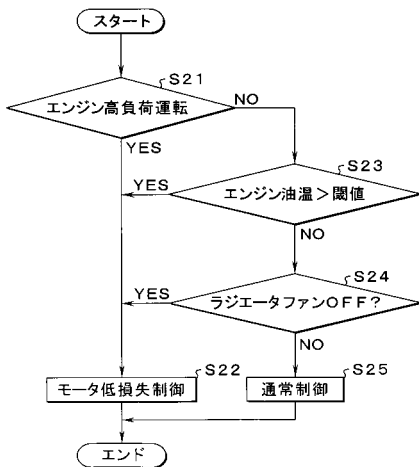 スタート
S21
エンジン高負荷運転
NO
YES
S23
YES
エンジン油温＞閾値
NO
S24
YES
ラジエータファンOFF?
NO
S22
S25
モータ低損失制御
通常制御
エンド